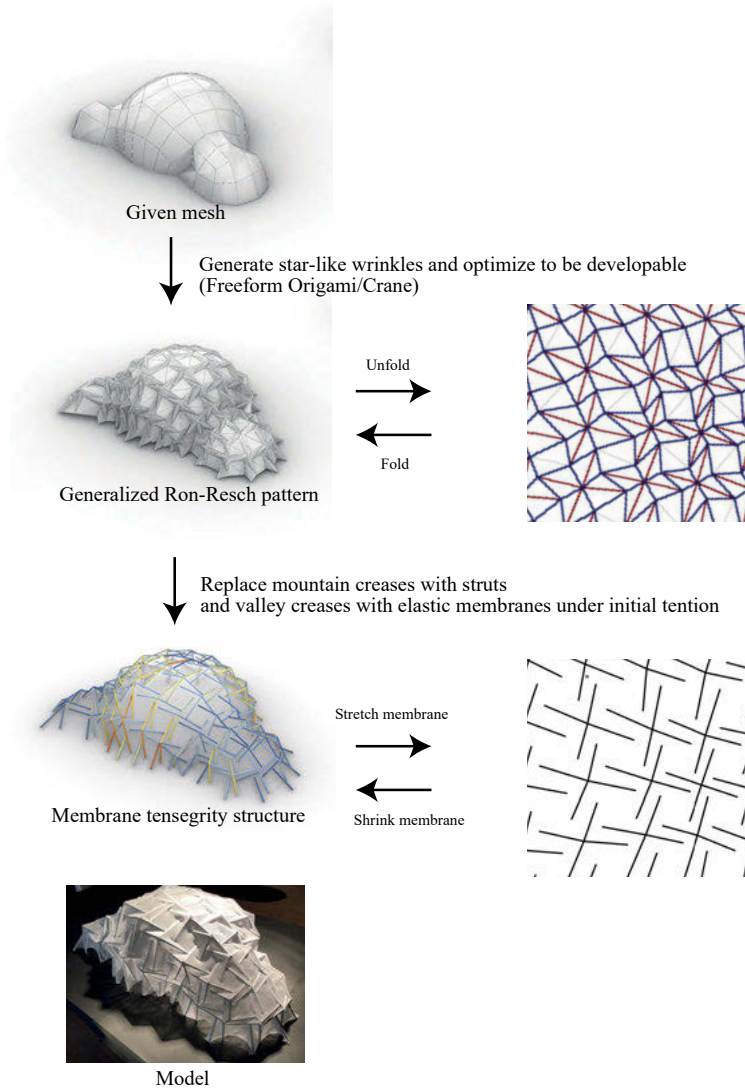 Given mesh
Generate star-like wrinkles and optimize to be developable
(Freeform Origami/Crane)
Unfold
Fold
Generalized Ron-Resch pattern
Replace mountain creases with struts
and valley creases with elastic membranes under initial tention
Stretch membrane
Shrink membrane
Membrane tensegrity structure
Model